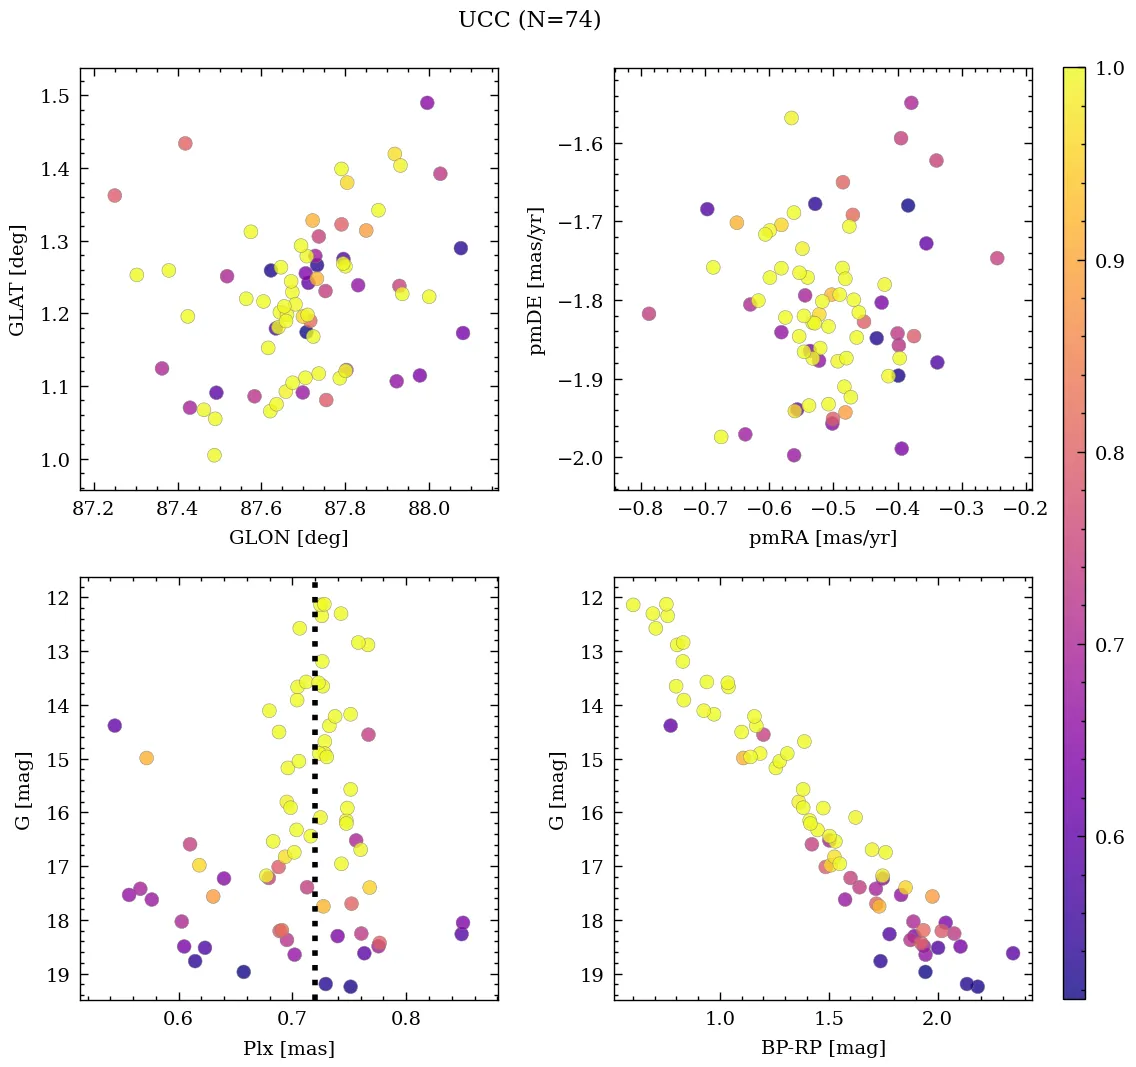 UCC (N=74)
1.5
1.4
1.3
1.2
1.1
1.0
GLAT [deg]
87.2 87.4 87.6 87.8 88.0
GLON [deg]
−1.6
−1.7
−1.8
−1.9
−2.0
pmDE [mas/yr]
−0.8 −0.7 −0.6 −0.5 −0.4 −0.3 −0.2
pmRA [mas/yr]
12
13
14
15
16
17
18
19
G [mag]
0.6 0.7 0.8
Plx [mas]
12
13
14
15
16
17
18
19
G [mag]
1.0 1.5 2.0
BP-RP [mag]
1.0
0.9
0.8
0.7
0.6